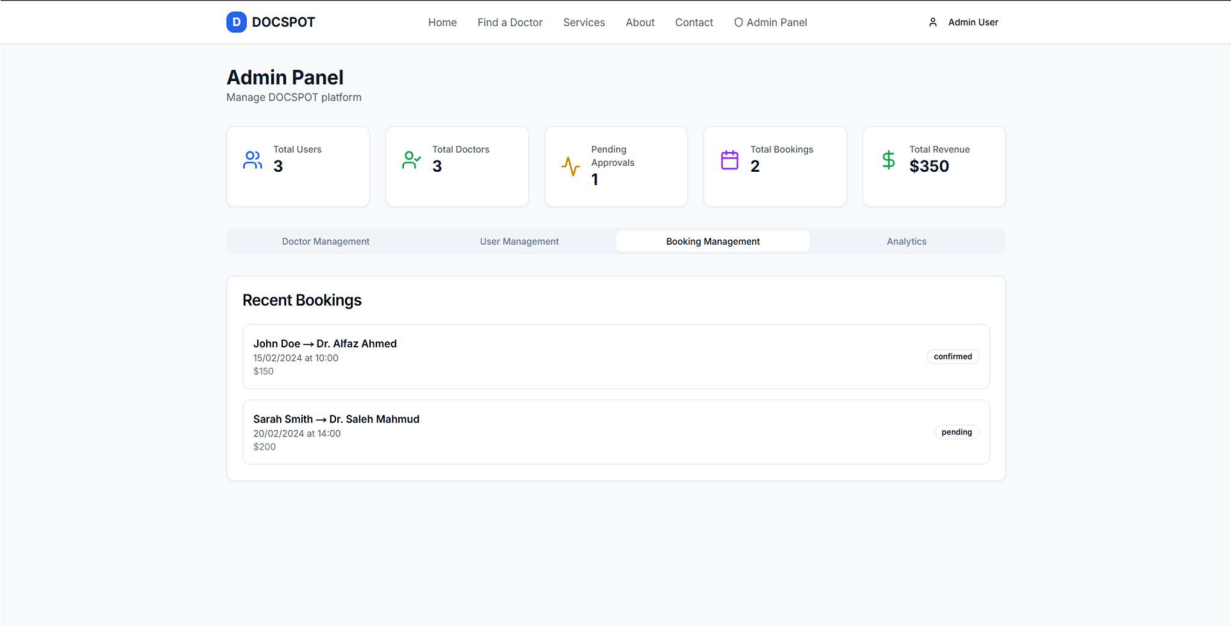 D DOCSPOT Home Find a Doctor Services About Contact Admin Panel Admin User
Admin Panel
Manage DOCSPOT platform
Total Users
3
Total Doctors
3
Pending
Approvals
1
Total Bookings
2
Total Revenue
$350
Doctor Management User Management Booking Management Analytics
Recent Bookings
John Doe → Dr. Alfaz Ahmed
15/02/2024 at 10:00
$150
confirmed
Sarah Smith → Dr. Saleh Mahmud
20/02/2024 at 14:00
$200
pending